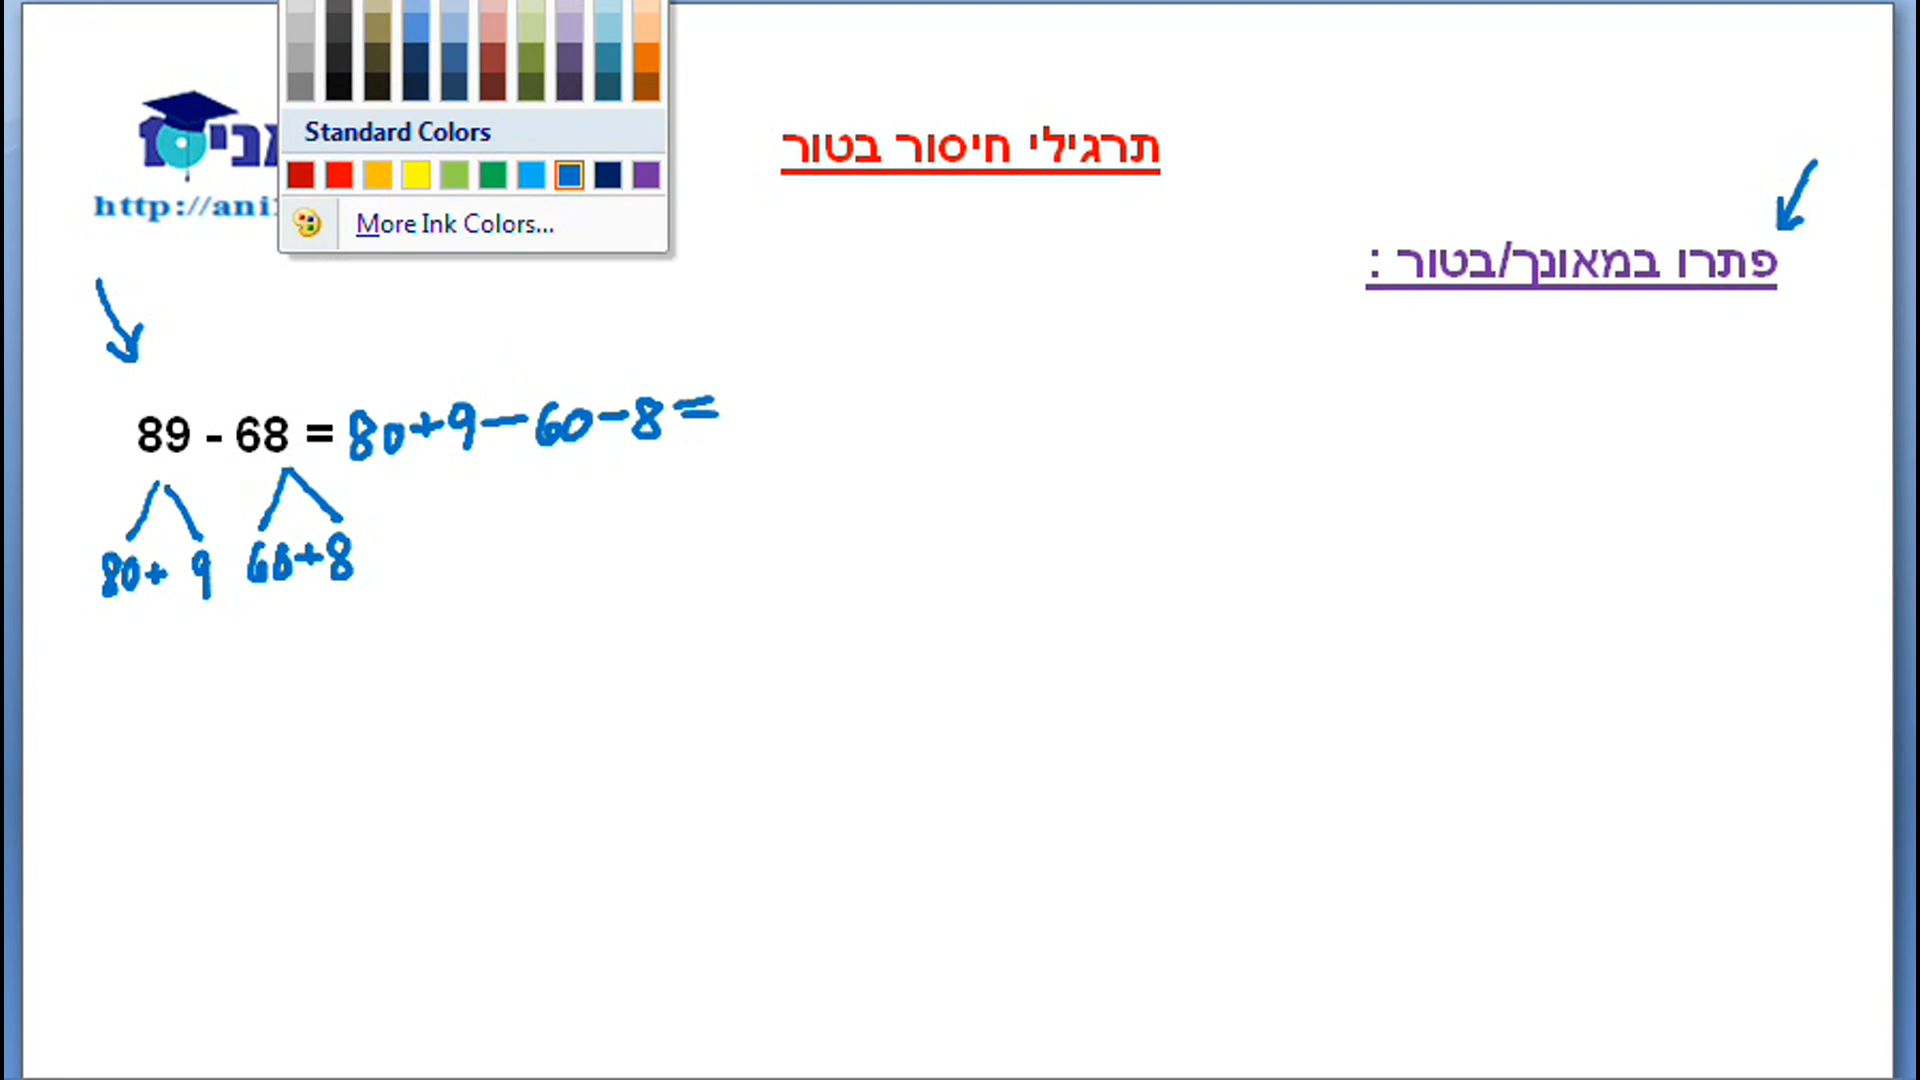 Standard Colors
More Ink Colors...
http://ani
תרגילי חיסור בטור
פתרו במאונך/בטור :
89 - 68 = 80+9-60-8=
80+ 9 60+8